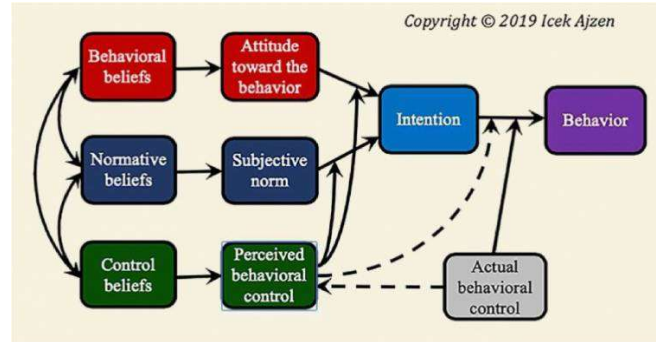 Copyright © 2019 Icek Ajzen
Behavioral
beliefs
Attitude
toward the
behavior
Intention
Behavior
Normative
beliefs
Subjective
norm
Control
beliefs
Perceived
behavioral
control
Actual
behavioral
control